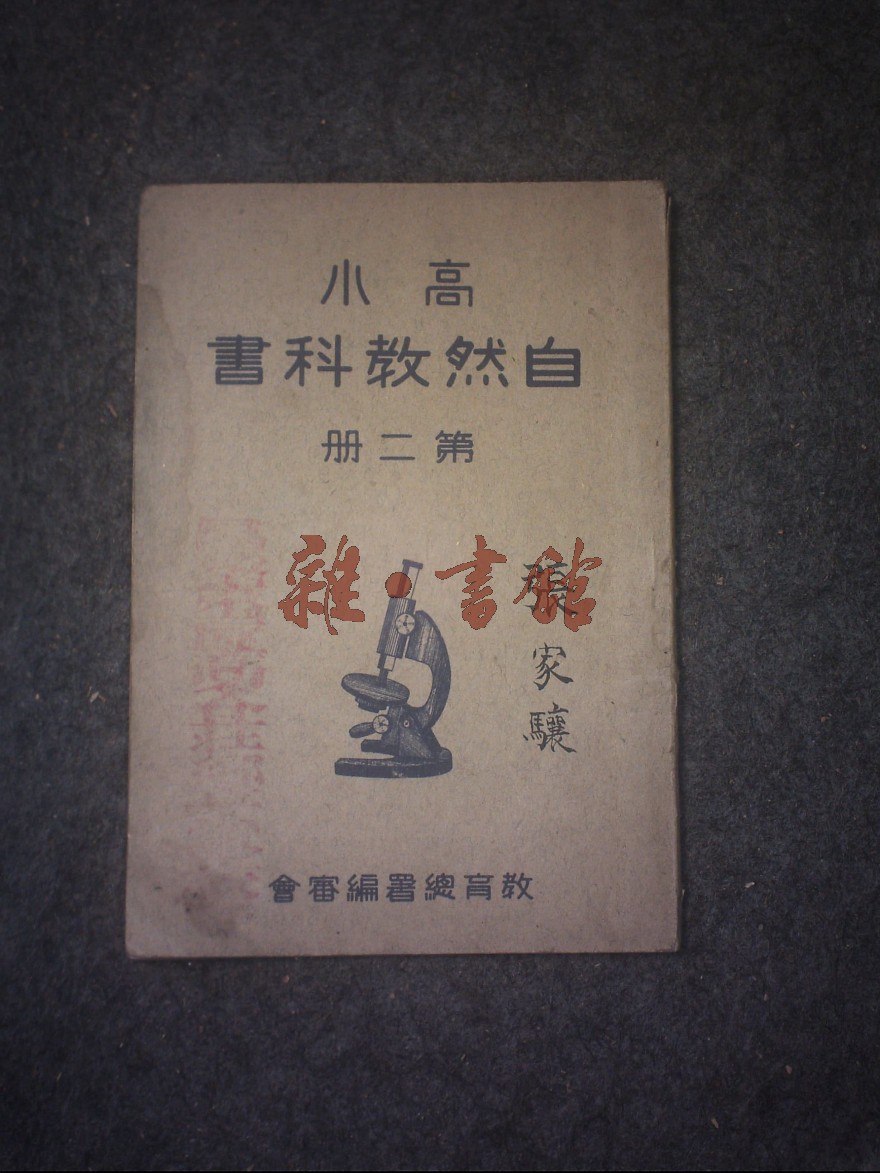 高小
自然教科書
第二册
雜·書館
家驤
教育總署編審會